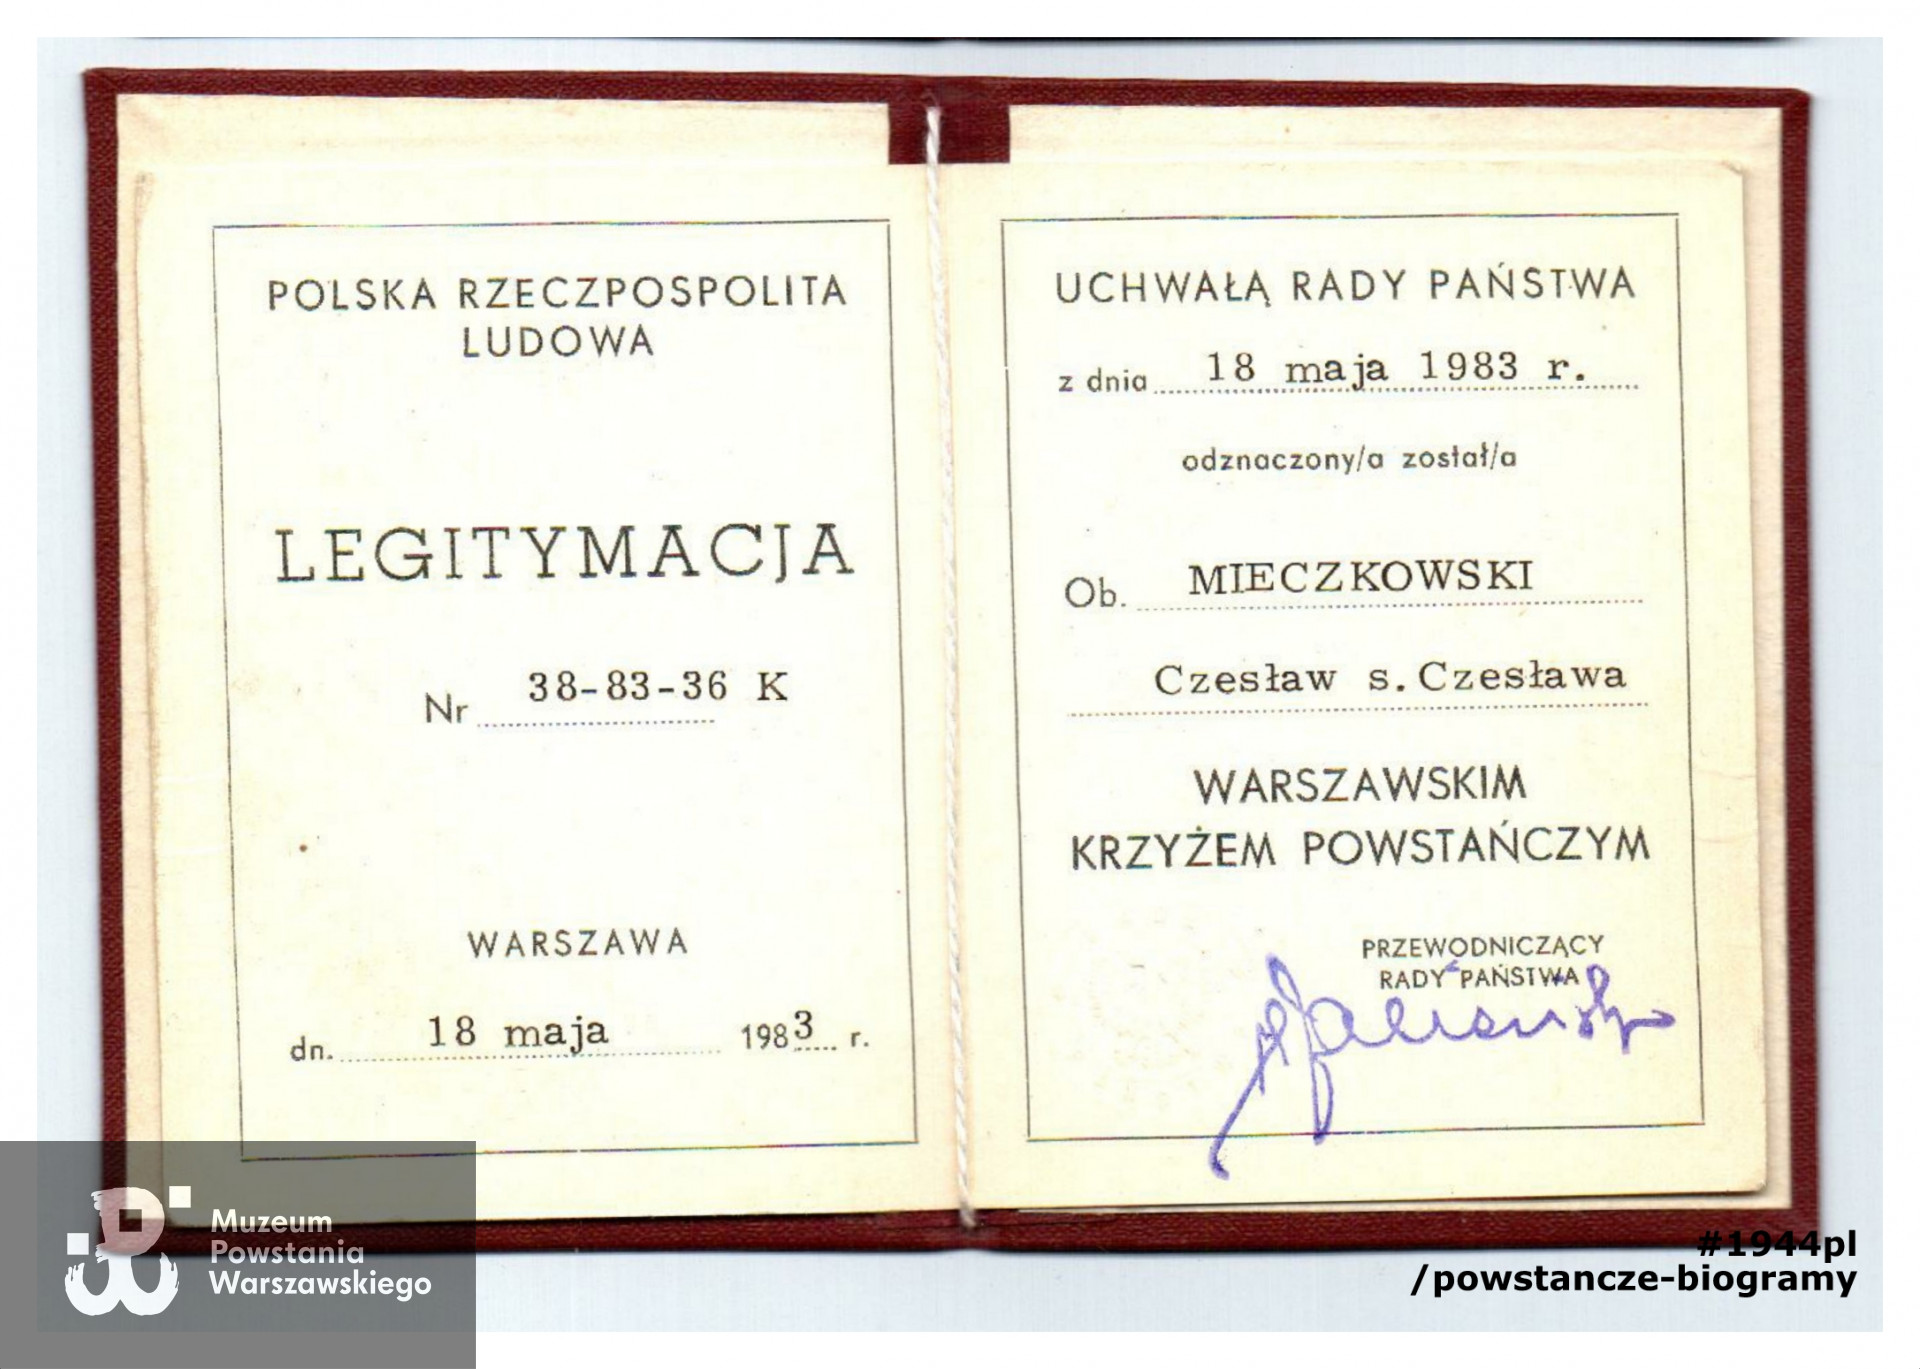 POLSKA RZECZPOSPOLITA
LUDOWA
LEGITYMACJA
Nr 38-83-36 K
WARSZAWA
dn. 18 maja 1983 r.
UCHWAŁĄ RADY PAŃSTWA
z dnia 18 maja 1983 r.
odznaczony/a został/a
Ob. MIECZKOWSKI
Czesław s. Czesława
WARSZAWSKIM
KRZYŻEM POWSTAŃCZYM
PRZEWODNICZĄCY
RADY PAŃSTWA
Muzeum
Powstania
Warszawskiego
#1944pl
/powstancze-biogramy